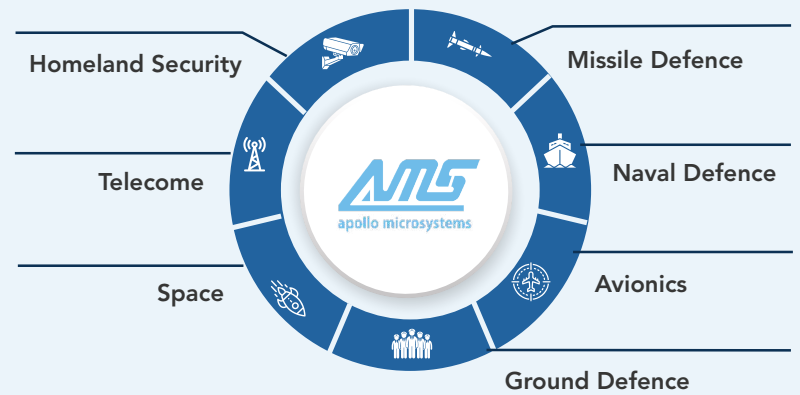 Homeland Security
Missile Defence
Telecome
Naval Defence
AMS
apollo microsystems
Space
Avionics
Ground Defence